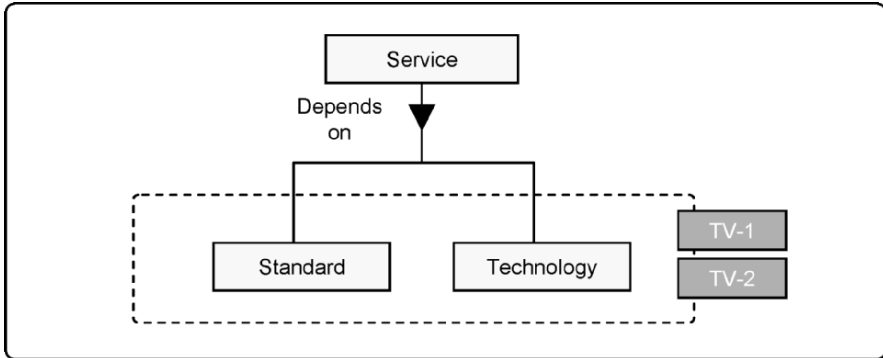 Service
Depends
on
TV-1
Standard
Technology
TV-2